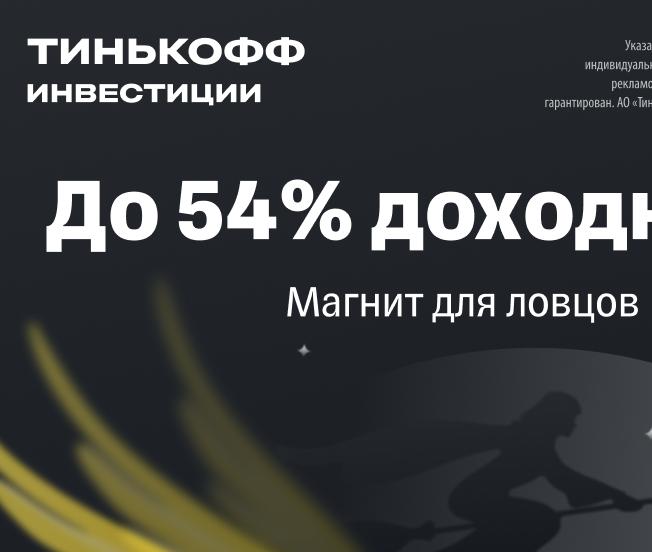 ТИНЬКОФФ
ИНВЕСТИЦИИ
гарантирован. АО
До 54%
Магнит для ловцов